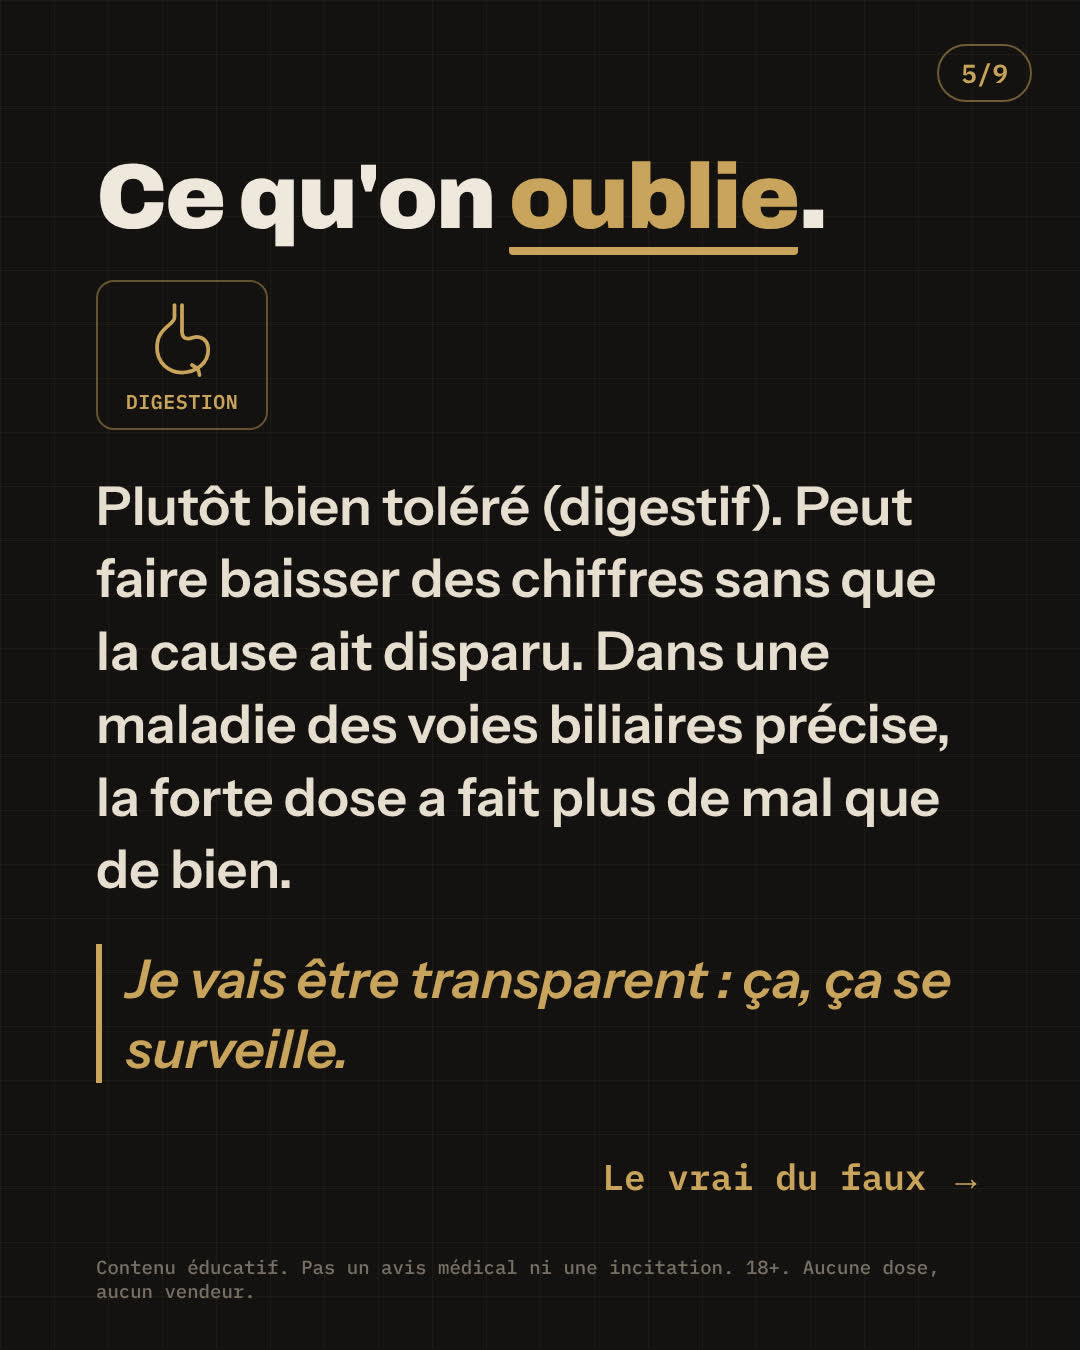 5/9
Ce qu'on oublie.
DIGESTION
Plutôt bien toléré (digestif). Peut
faire baisser des chiffres sans que
la cause ait disparu. Dans une
maladie des voies biliaires précise,
la forte dose a fait plus de mal que
de bien.
Je vais être transparent : ça, ça se
surveille.
Le vrai du faux →
Contenu éducatif. Pas un avis médical ni une incitation. 18+. Aucune dose,
aucun vendeur.